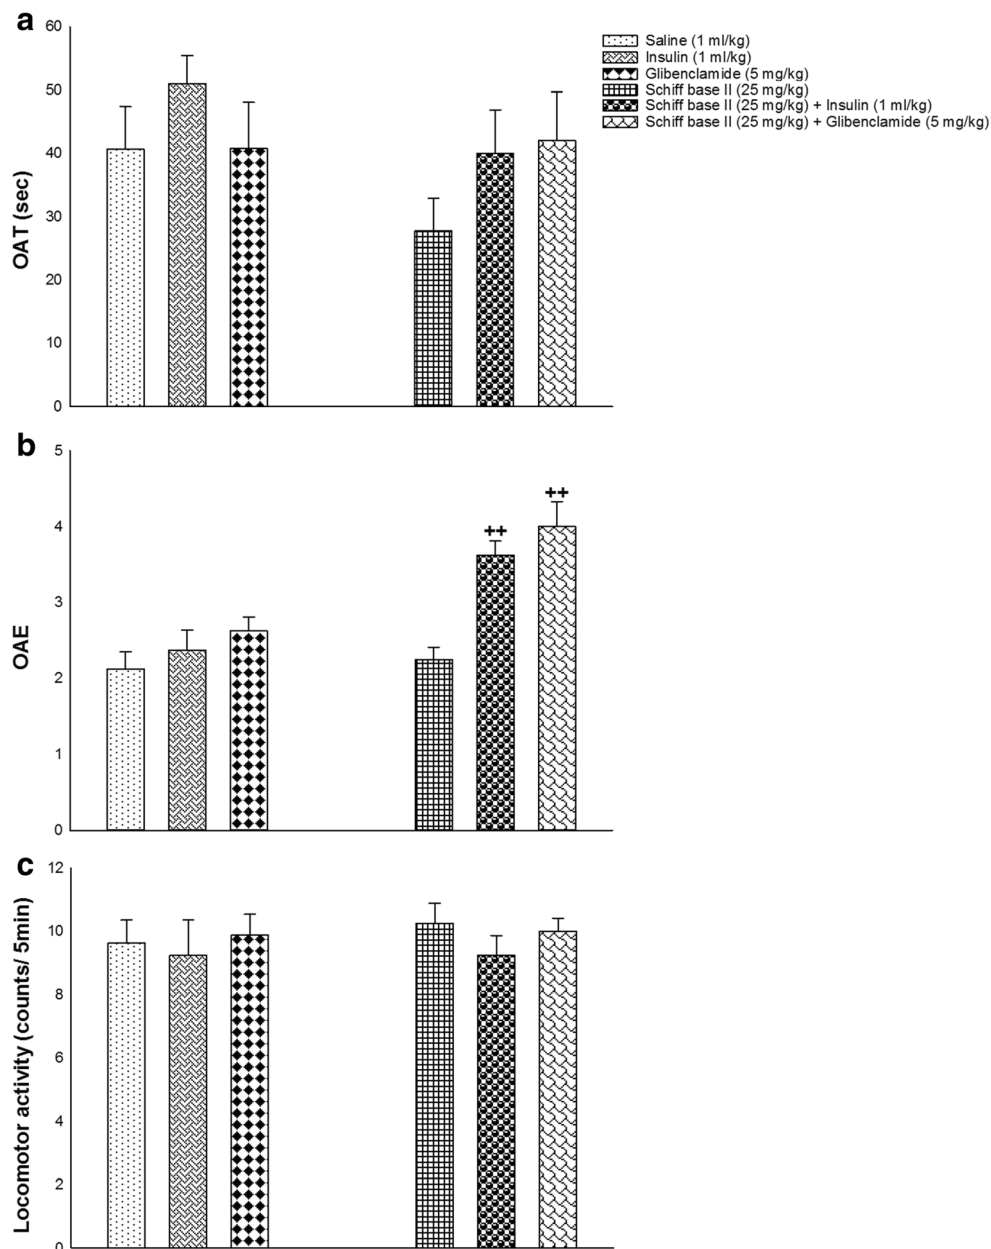 a
60
50
40
30
20
10
0
OAT (sec)
Saline (1 ml/kg)
Insulin (1 ml/kg)
Glibenclamide (5 mg/kg)
Schiff base II (25 mg/kg)
Schiff base II (25 mg/kg) + Insulin (1 ml/kg)
Schiff base II (25 mg/kg) + Glibenclamide (5 mg/kg)
b
5
4
3
2
1
0
OAE
++
++
c
12
10
8
6
4
2
0
Locomotor activity (counts/ 5min)